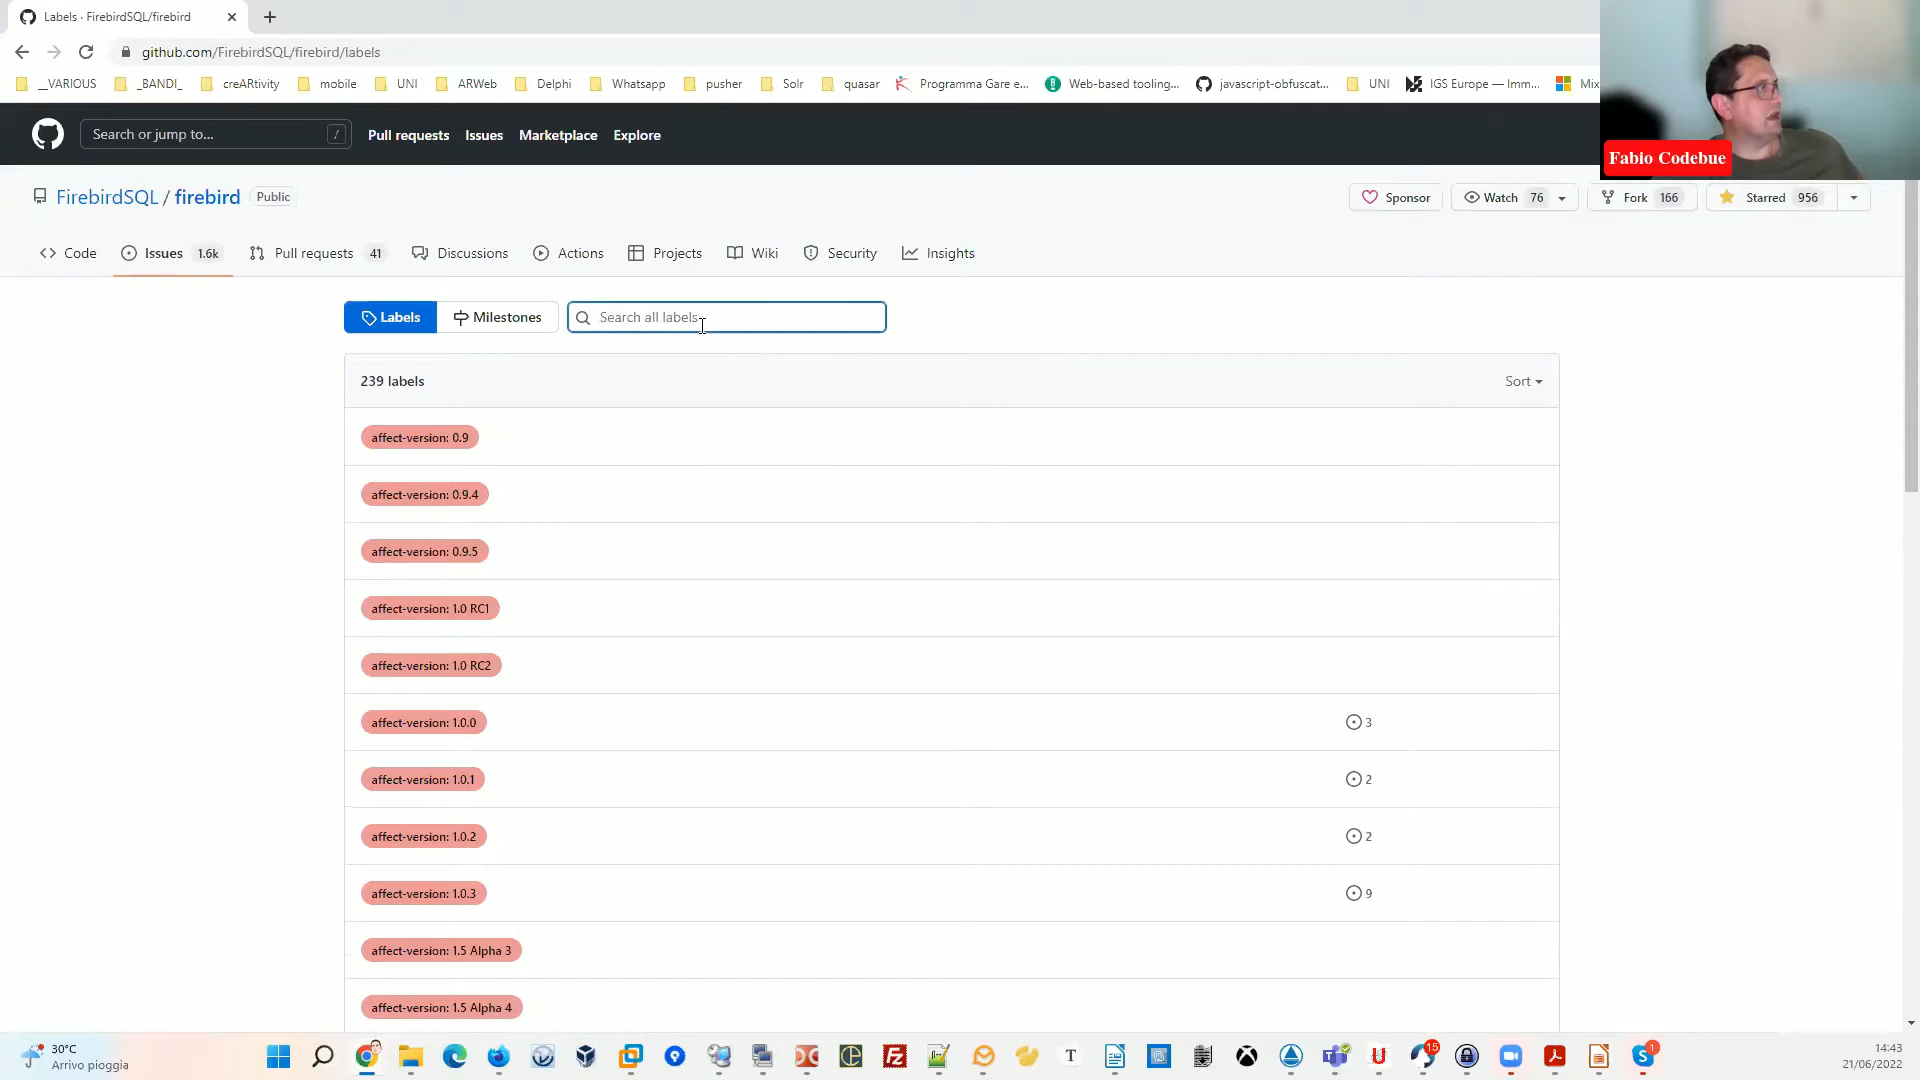 Labels · FirebirdSQL/firebird
github.com/FirebirdSQL/firebird/labels
__VARIOUS _BANDI_ creARtivity mobile UNI ARWeb Delphi Whatsapp pusher Solr quasar Programma Gare e... Web-based tooling... javascript-obfuscat... UNI IGS Europe — Imm... Mix
Search or jump to... /
Pull requests Issues Marketplace Explore
Fabio Codebue
FirebirdSQL / firebird Public
Sponsor Watch 76 Fork 166 Starred 956
Code Issues 1.6k Pull requests 41 Discussions Actions Projects Wiki Security Insights
Labels Milestones Search all labels
239 labels Sort
affect-version: 0.9
affect-version: 0.9.4
affect-version: 0.9.5
affect-version: 1.0 RC1
affect-version: 1.0 RC2
affect-version: 1.0.0 3
affect-version: 1.0.1 2
affect-version: 1.0.2 2
affect-version: 1.0.3 9
affect-version: 1.5 Alpha 3
affect-version: 1.5 Alpha 4
30°C
Arrivo pioggia
15
1
14:43
21/06/2022